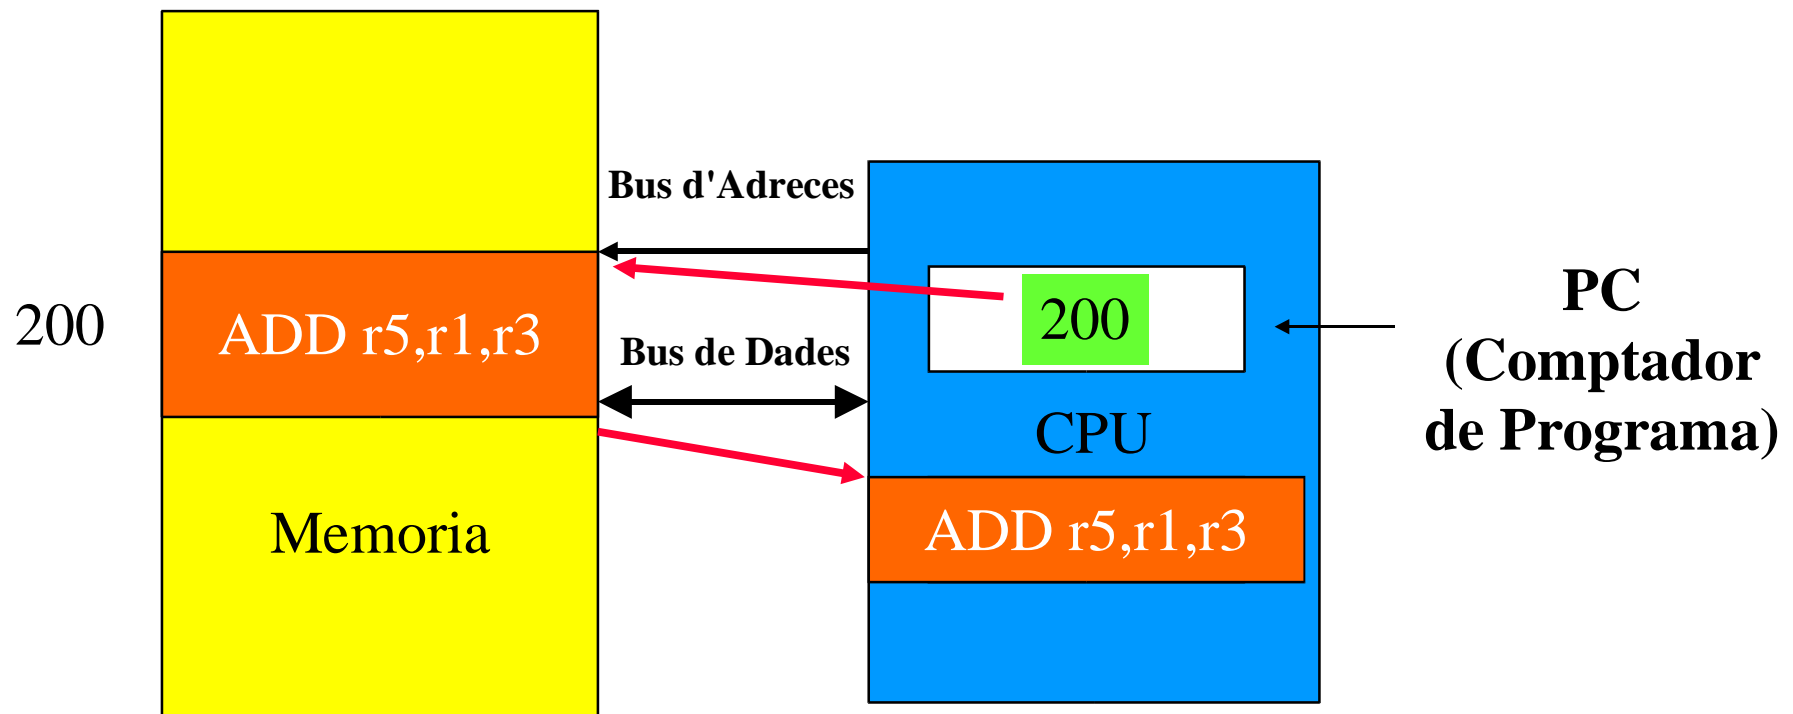 Bus d'Adreces
200
ADD r5,r1,r3
Bus de Dades
200
CPU
PC
(Comptador
de Programa)
Memoria
ADD r5,r1,r3